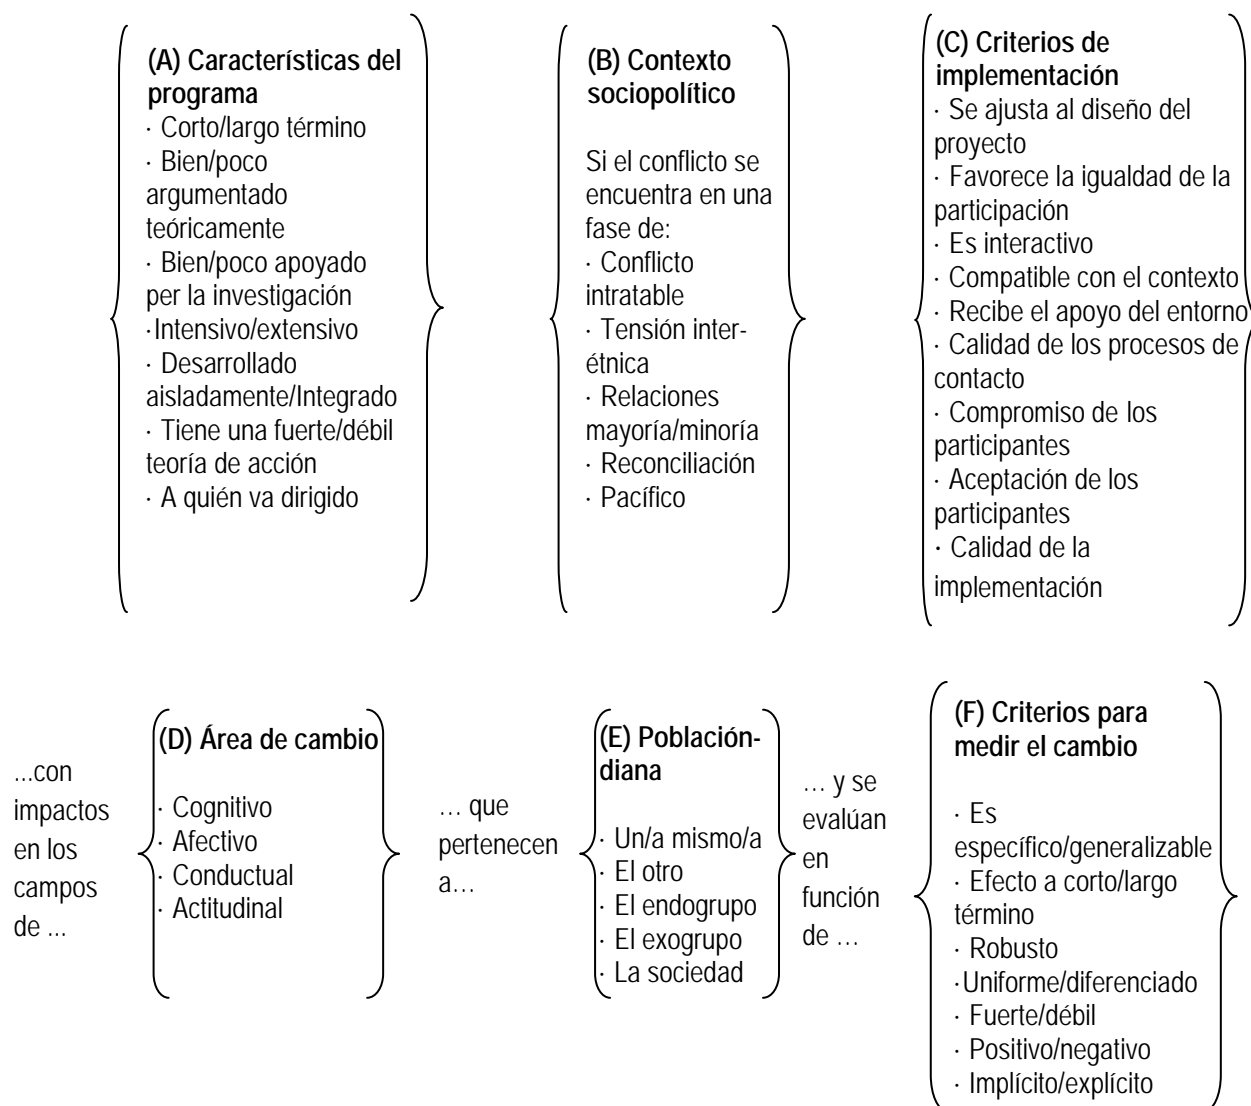 (A) Características del
programa
· Corto/largo término
· Bien/poco
argumentado
teóricamente
· Bien/poco apoyado
per la investigación
·Intensivo/extensivo
· Desarrollado
aisladamente/Integrado
· Tiene una fuerte/débil
teoría de acción
· A quién va dirigido
(B) Contexto
sociopolítico
Si el conflicto se
encuentra en una
fase de:
· Conflicto
intratable
· Tensión inter-
étnica
· Relaciones
mayoría/minoría
· Reconciliación
· Pacífico
(C) Criterios de
implementación
· Se ajusta al diseño del
proyecto
· Favorece la igualdad de la
participación
· Es interactivo
· Compatible con el contexto
· Recibe el apoyo del entorno
· Calidad de los procesos de
contacto
· Compromiso de los
participantes
· Aceptación de los
participantes
· Calidad de la
implementación
…con
impactos
en los
campos
de …
(D) Área de cambio
· Cognitivo
· Afectivo
· Conductual
· Actitudinal
… que
pertenecen
a…
(E) Población-
diana
· Un/a mismo/a
· El otro
· El endogrupo
· El exogrupo
· La sociedad
… y se
evalúan
en
función
de …
(F) Criterios para
medir el cambio
· Es
específico/generalizable
· Efecto a corto/largo
término
· Robusto
·Uniforme/diferenciado
· Fuerte/débil
· Positivo/negativo
· Implícito/explícito